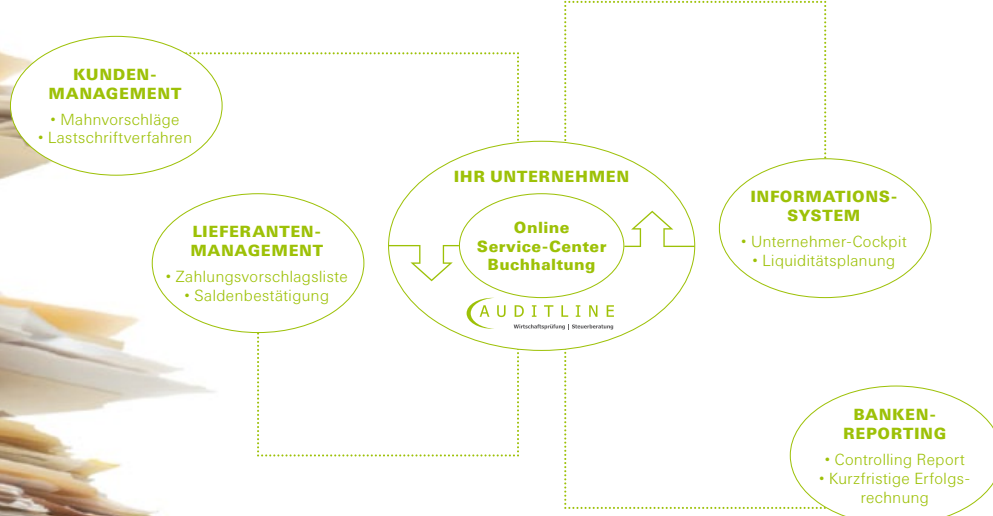 KUNDEN-
MANAGEMENT
• Mahnvorschläge
• Lastschriftverfahren
LIEFERANTEN-
MANAGEMENT
• Zahlungsvorschlagsliste
• Saldenbestätigung
IHR UNTERNEHMEN
Online
Service-Center
Buchhaltung
AUDITLINE
Wirtschaftsprüfung | Steuerberatung
INFORMATIONS-
SYSTEM
• Unternehmer-Cockpit
• Liquiditätsplanung
BANKEN-
REPORTING
• Controlling Report
• Kurzfristige Erfolgs-
rechnung